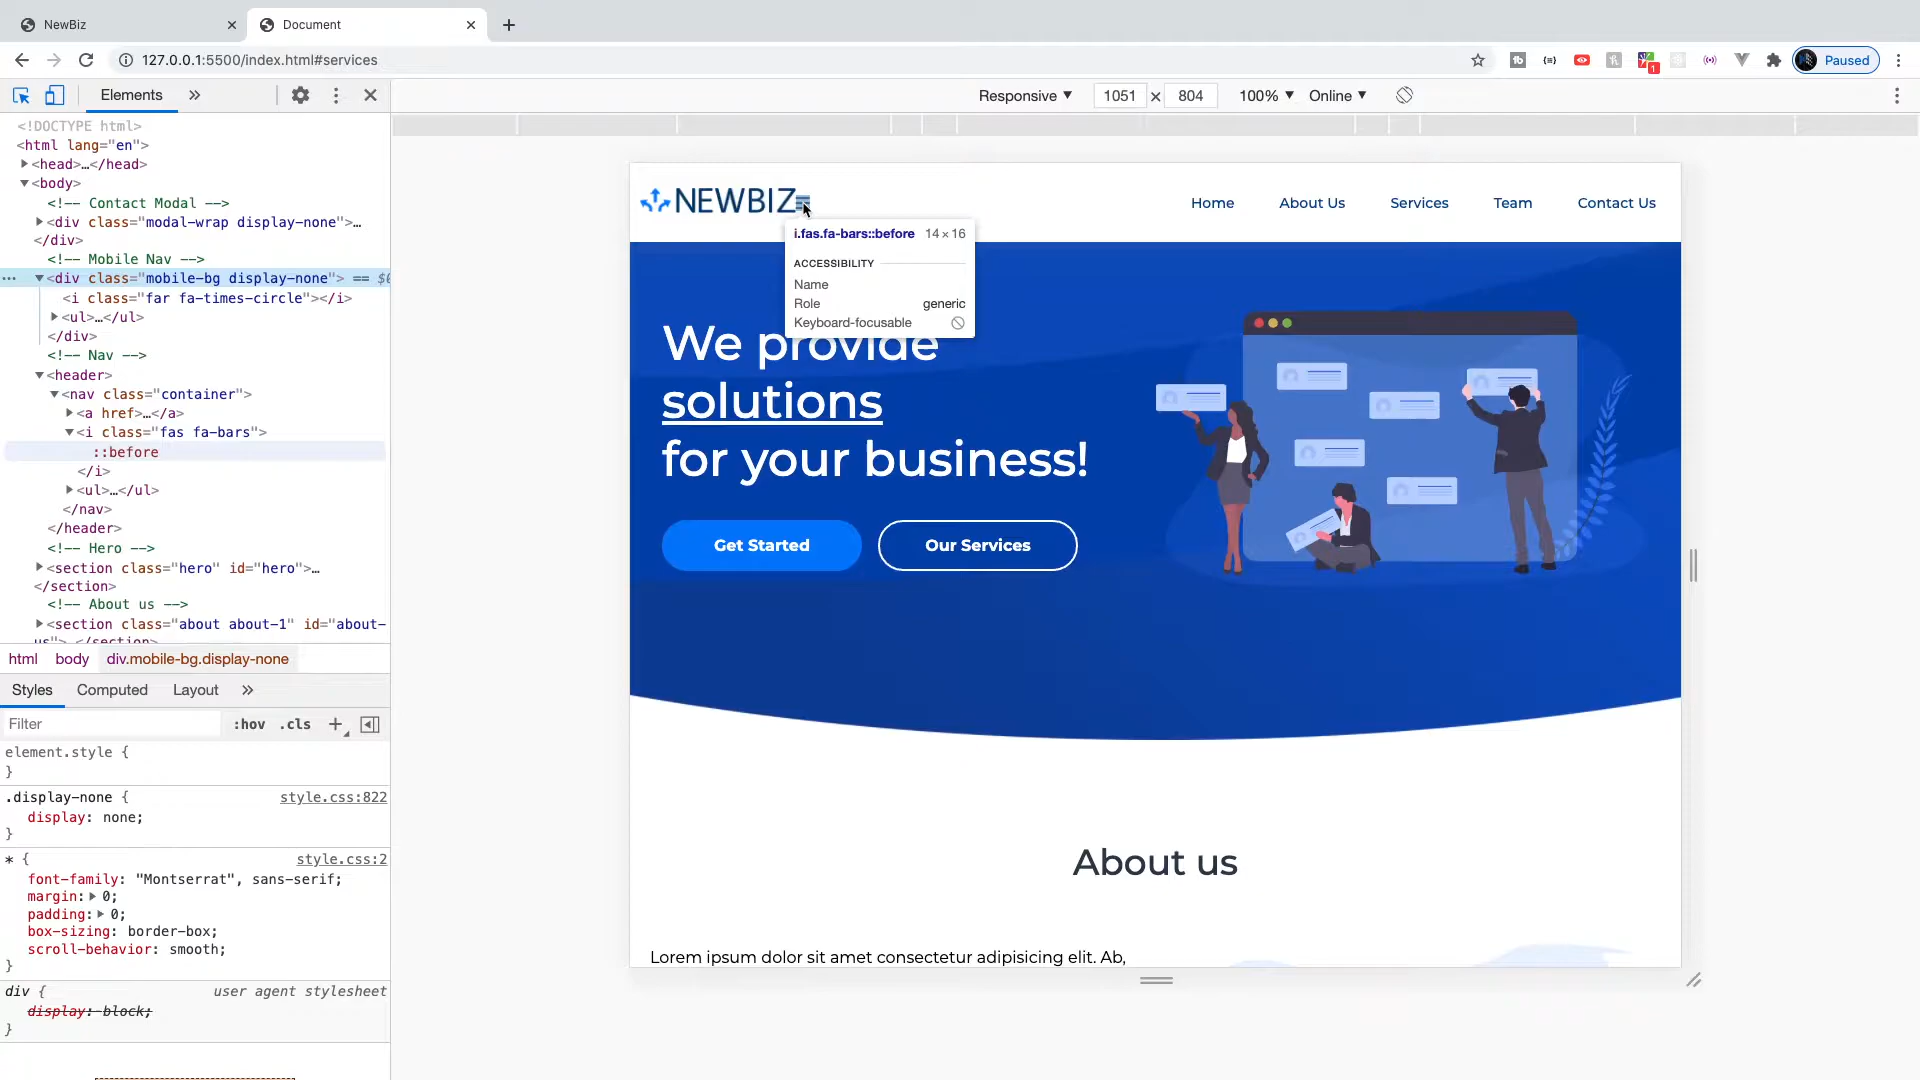 NewBiz
Document
127.0.0.1:5500/index.html#services
1
Paused
Elements
Responsive
1051 × 804
100%
Online
<!DOCTYPE html>
<html lang="en">
<head>…</head>
<body>
<!-- Contact Modal -->
<div class="modal-wrap display-none">…
</div>
<!-- Mobile Nav -->
<div class="mobile-bg display-none"> == $0
<i class="far fa-times-circle"></i>
<ul>…</ul>
</div>
<!-- Nav -->
<header>
<nav class="container">
<a href>…</a>
<i class="fas fa-bars">
::before
</i>
<ul>…</ul>
</nav>
</header>
<!-- Hero -->
<section class="hero" id="hero">…
</section>
<!-- About us -->
<section class="about about-1" id="about-
us">…</section>
html body div.mobile-bg.display-none
Styles Computed Layout
Filter
:hov .cls
element.style {
}
.display-none { style.css:822
display: none;
}
* { style.css:2
font-family: "Montserrat", sans-serif;
margin: 0;
padding: 0;
box-sizing: border-box;
scroll-behavior: smooth;
}
div { user agent stylesheet
display: block;
}
NEWBIZ
Home About Us Services Team Contact Us
i.fas.fa-bars::before 14 × 16
ACCESSIBILITY
Name
Role generic
Keyboard-focusable
We provide
solutions
for your business!
Get Started
Our Services
About us
Lorem ipsum dolor sit amet consectetur adipisicing elit. Ab,